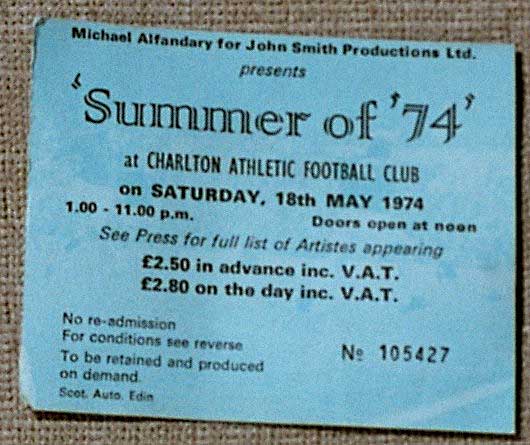 Michael Alfandary for John Smith Productions Ltd.
presents
'Summer of '74'
at CHARLTON ATHLETIC FOOTBALL CLUB
on SATURDAY, 18th MAY 1974
1.00 - 11.00 p.m. Doors open at noon
See Press for full list of Artistes appearing
£2.50 in advance inc. V.A.T.
£2.80 on the day inc. V.A.T.
No re-admission
For conditions see reverse
To be retained and produced
on demand.
Scot. Auto. Edin
Nº 105427